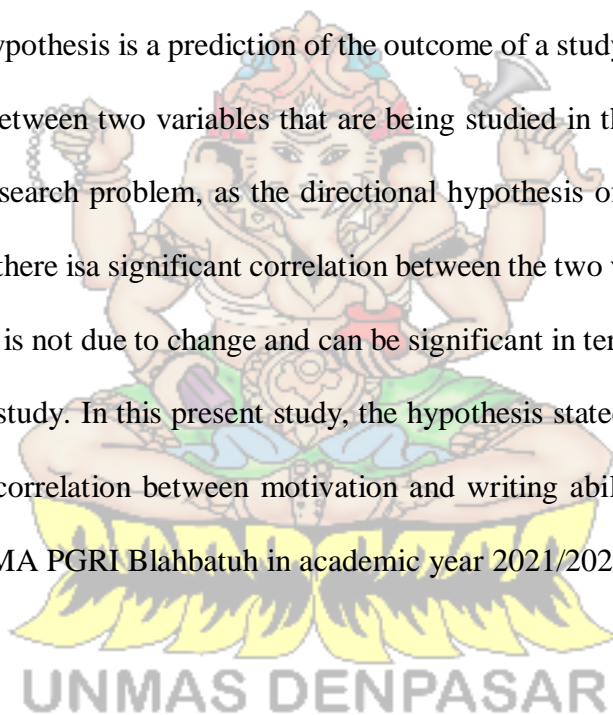 ypothesis is a prediction of the outcome of a study
etween two variables that are being studied in th
search problem, as the directional hypothesis of
there isa significant correlation between the two
is not due to change and can be significant in ter
study. In this present study, the hypothesis stated
correlation between motivation and writing abil
MA PGRI Blahbatuh in academic year 2021/202
UNMAS DENPASAR